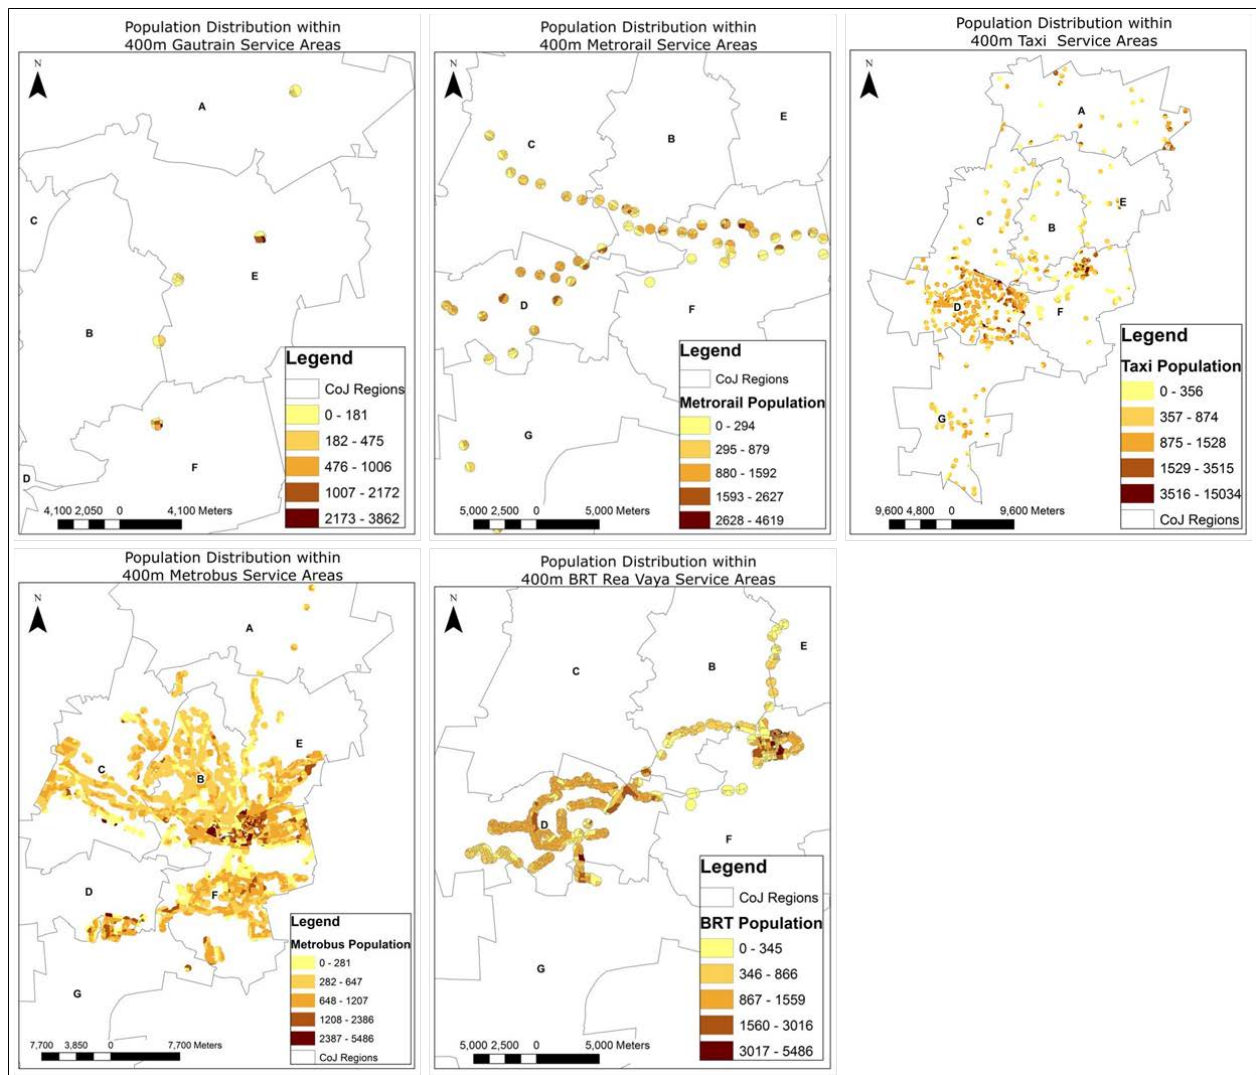 Population Distribution within
400m Gautrain Service Areas
N
A
C
E
B
F
D
Legend
CoJ Regions
0 - 181
182 - 475
476 - 1006
1007 - 2172
2173 - 3862
4,100 2,050 0 4,100 Meters
Population Distribution within
400m Metrorail Service Areas
N
E
B
C
D
F
G
Legend
CoJ Regions
Metrorail Population
0 - 294
295 - 879
880 - 1592
1593 - 2627
2628 - 4619
5,000 2,500 0 5,000 Meters
Population Distribution within
400m Taxi Service Areas
N
A
E
C
B
D
F
G
Legend
Taxi Population
0 - 356
357 - 874
875 - 1528
1529 - 3515
3516 - 15034
CoJ Regions
9,600 4,800 0 9,600 Meters
Population Distribution within
400m Metrobus Service Areas
N
A
E
C
B
D
F
G
Legend
Metrobus Population
0 - 281
282 - 647
648 - 1207
1208 - 2386
2387 - 5486
CoJ Regions
7,700 3,850 0 7,700 Meters
Population Distribution within
400m BRT Rea Vaya Service Areas
N
E
B
C
D
F
G
Legend
CoJ Regions
BRT Population
0 - 345
346 - 866
867 - 1559
1560 - 3016
3017 - 5486
5,000 2,500 0 5,000 Meters